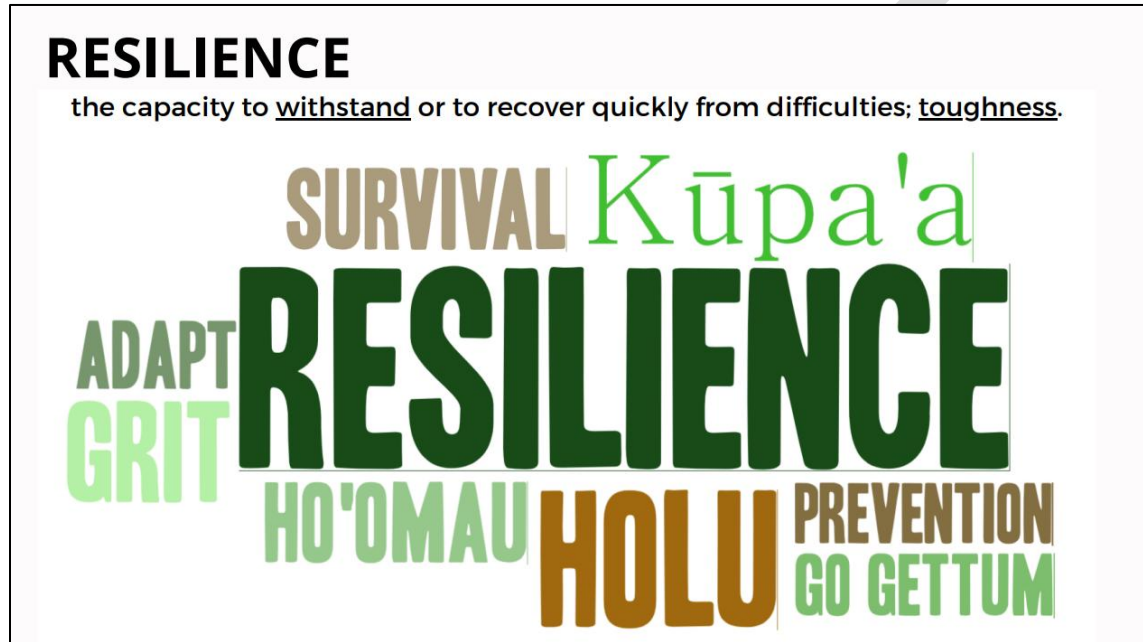 RESILIENCE
the capacity to withstand or to recover quickly from difficulties; toughness.
SURVIVAL
Kūpa'a
RESILIENCE
ADAPT
GRIT
HO'OMAU
HOLU
PREVENTION
GO GETTUM